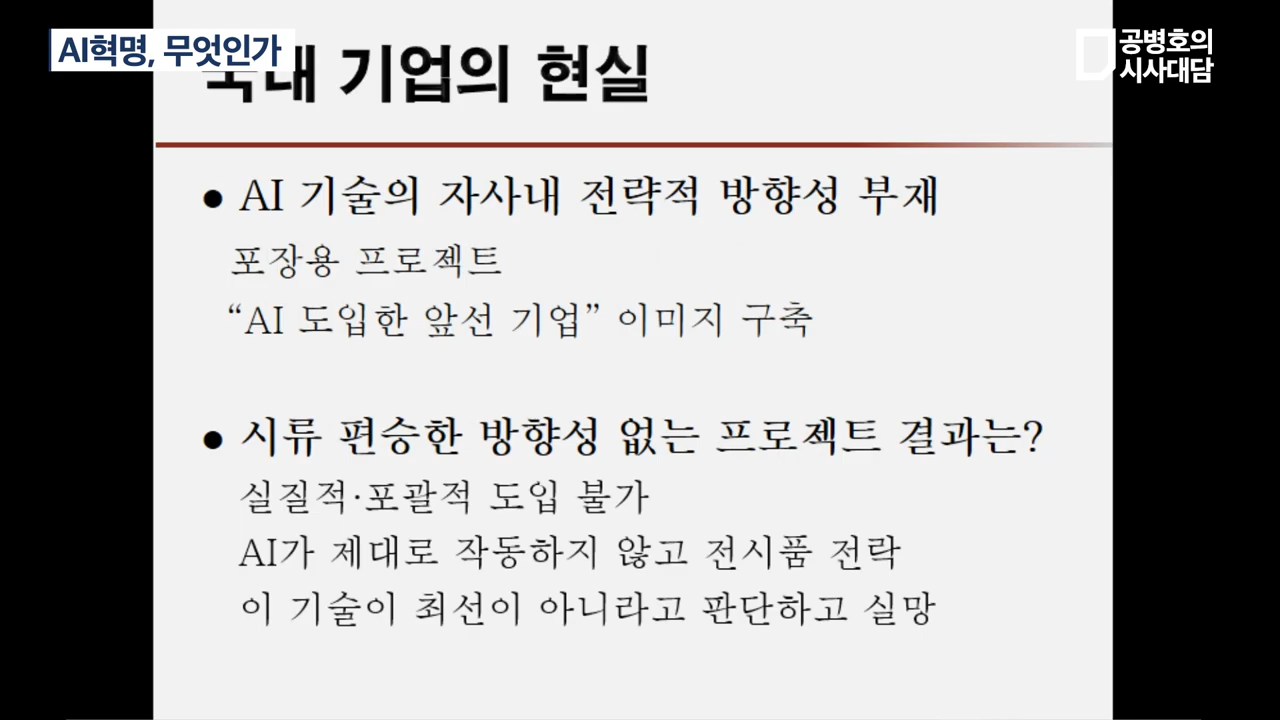 AI혁명, 무엇인가
공병호의
시사대담
국내 기업의 현실
● AI 기술의 자사내 전략적 방향성 부재
포장용 프로젝트
“AI 도입한 앞선 기업” 이미지 구축
● 시류 편승한 방향성 없는 프로젝트 결과는?
실질적·포괄적 도입 불가
AI가 제대로 작동하지 않고 전시품 전락
이 기술이 최선이 아니라고 판단하고 실망